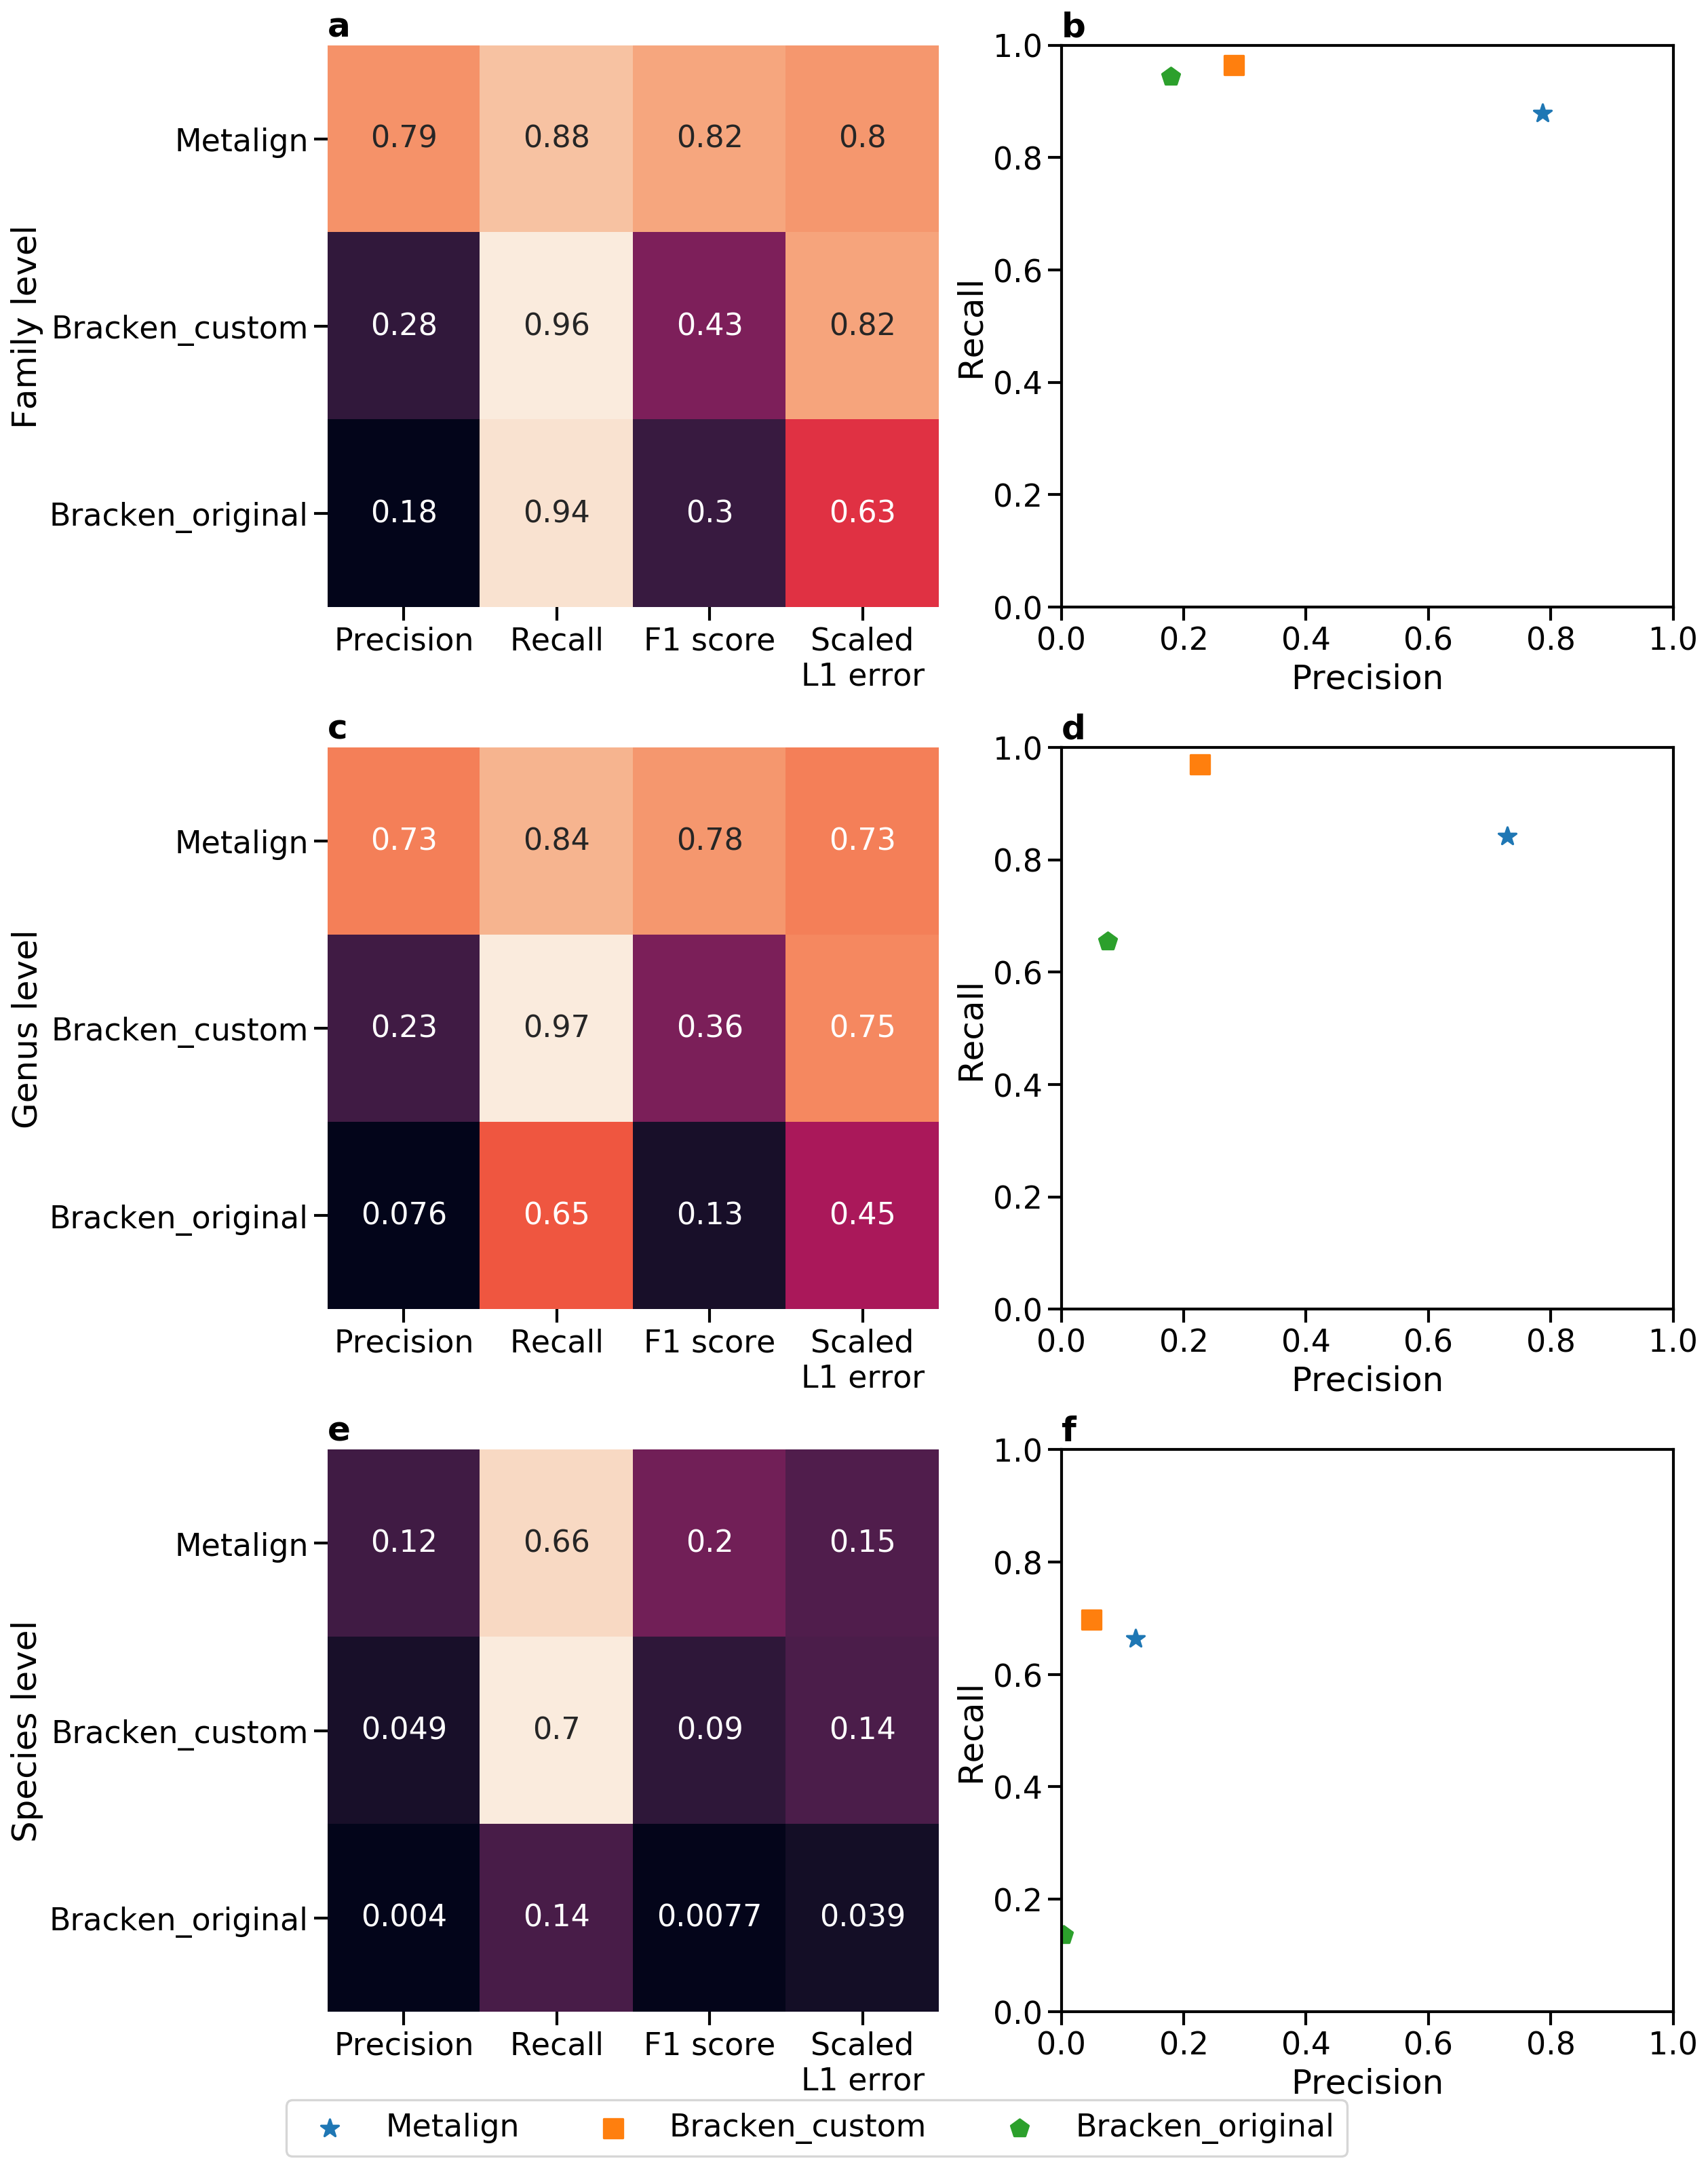 a
Family level
Metalign
0.79 0.88 0.82 0.8
Bracken_custom
0.28 0.96 0.43 0.82
Bracken_original
0.18 0.94 0.3 0.63
Precision Recall F1 score Scaled
L1 error
b
Recall
1.0
0.8
0.6
0.4
0.2
0.0
0.0 0.2 0.4 0.6 0.8 1.0
Precision
c
Genus level
Metalign
0.73 0.84 0.78 0.73
Bracken_custom
0.23 0.97 0.36 0.75
Bracken_original
0.076 0.65 0.13 0.45
Precision Recall F1 score Scaled
L1 error
d
Recall
1.0
0.8
0.6
0.4
0.2
0.0
0.0 0.2 0.4 0.6 0.8 1.0
Precision
e
Species level
Metalign
0.12 0.66 0.2 0.15
Bracken_custom
0.049 0.7 0.09 0.14
Bracken_original
0.004 0.14 0.0077 0.039
Precision Recall F1 score Scaled
L1 error
f
Recall
1.0
0.8
0.6
0.4
0.2
0.0
0.0 0.2 0.4 0.6 0.8 1.0
Precision
Metalign Bracken_custom Bracken_original